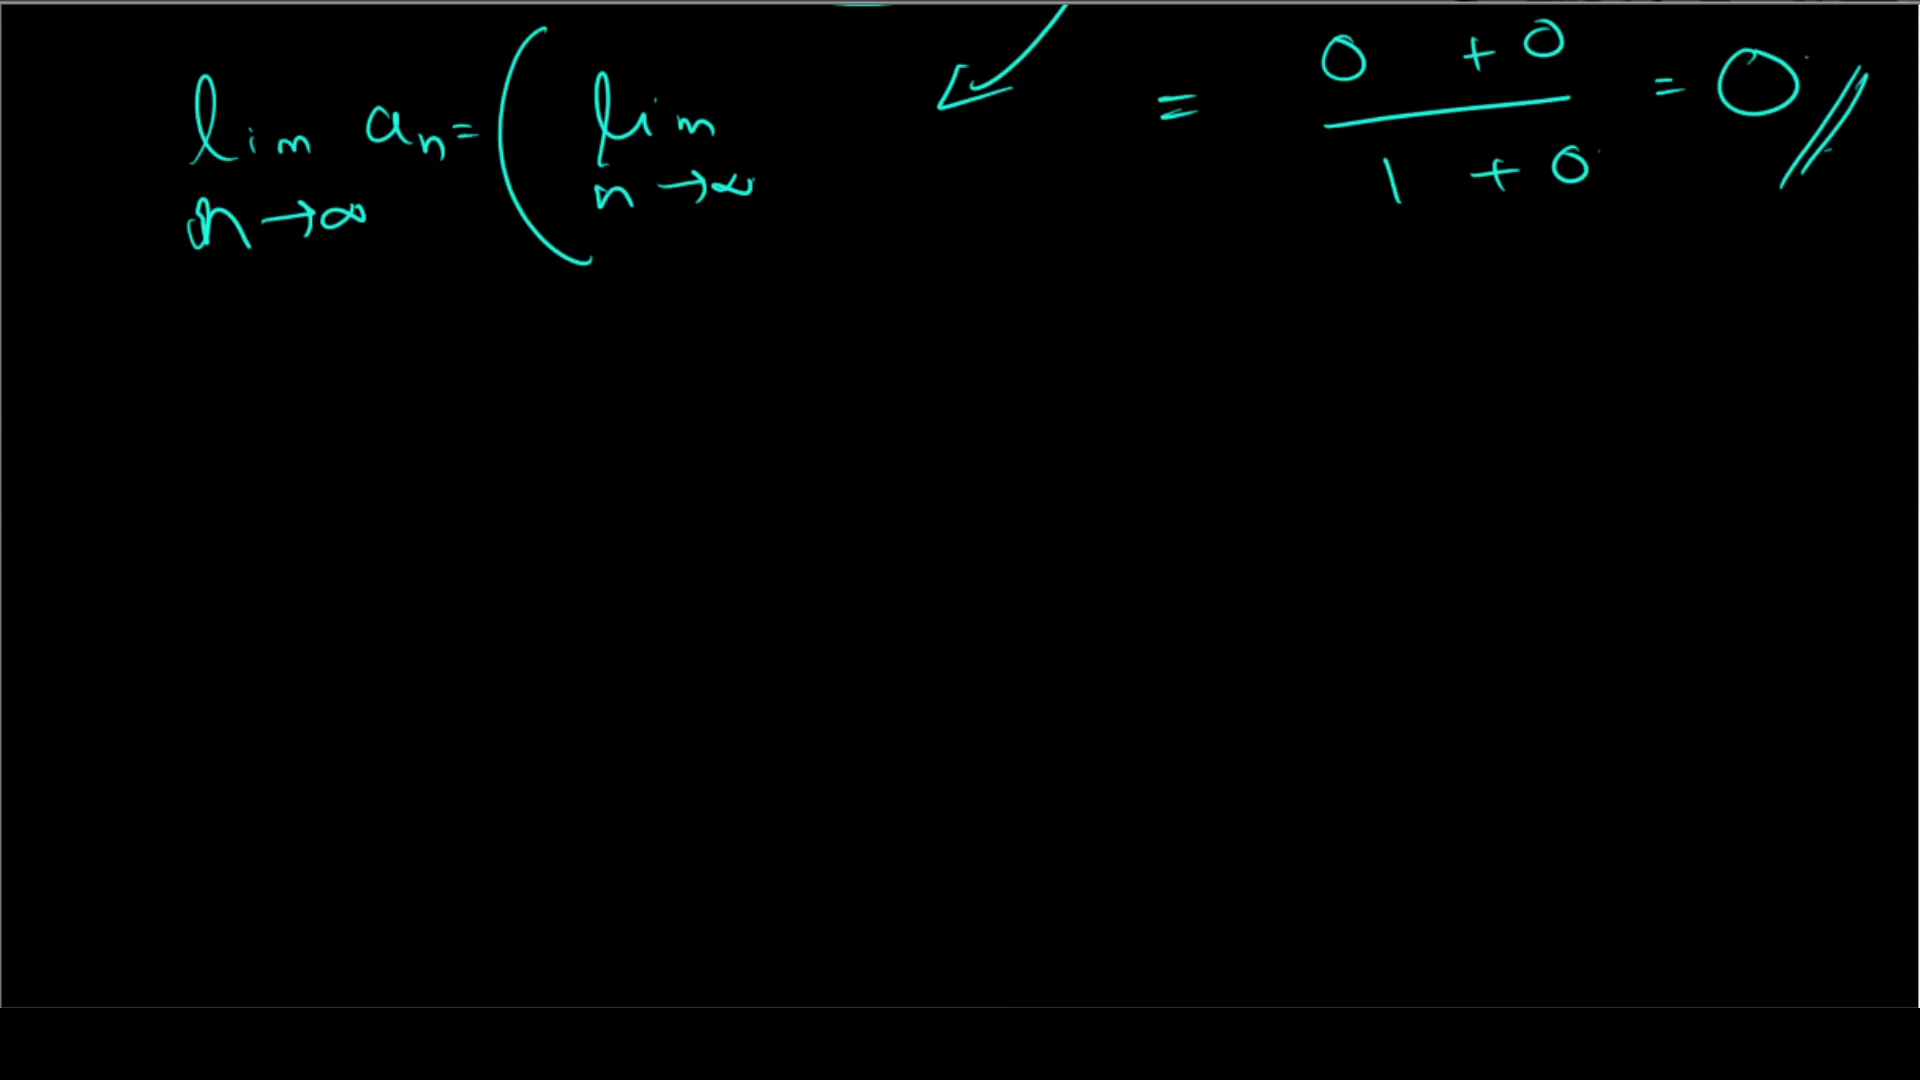 lim a_n = ( lim = 0 + 0 / 1 + 0 = 0 //
n→∞ n→∞